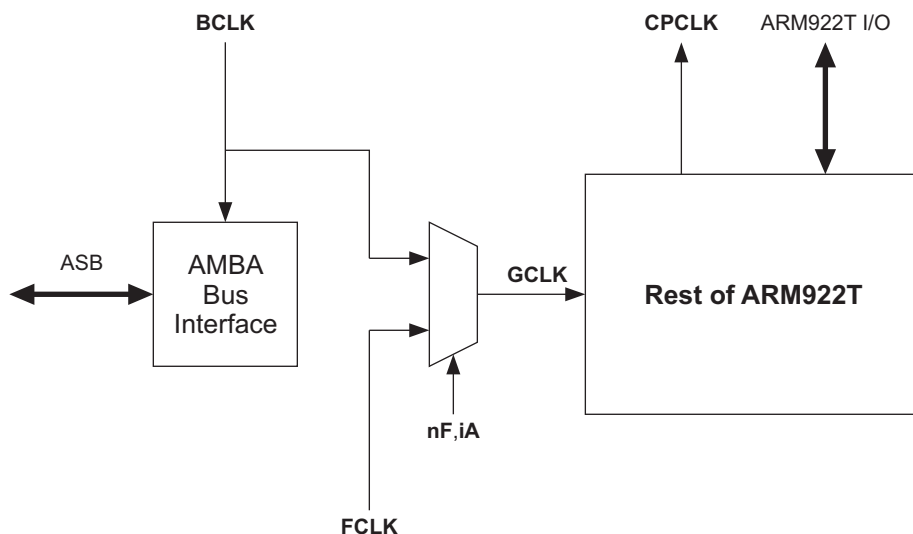 BCLK
CPCLK
ARM922T I/O
ASB
AMBA
Bus
Interface
GCLK
Rest of ARM922T
nF,iA
FCLK